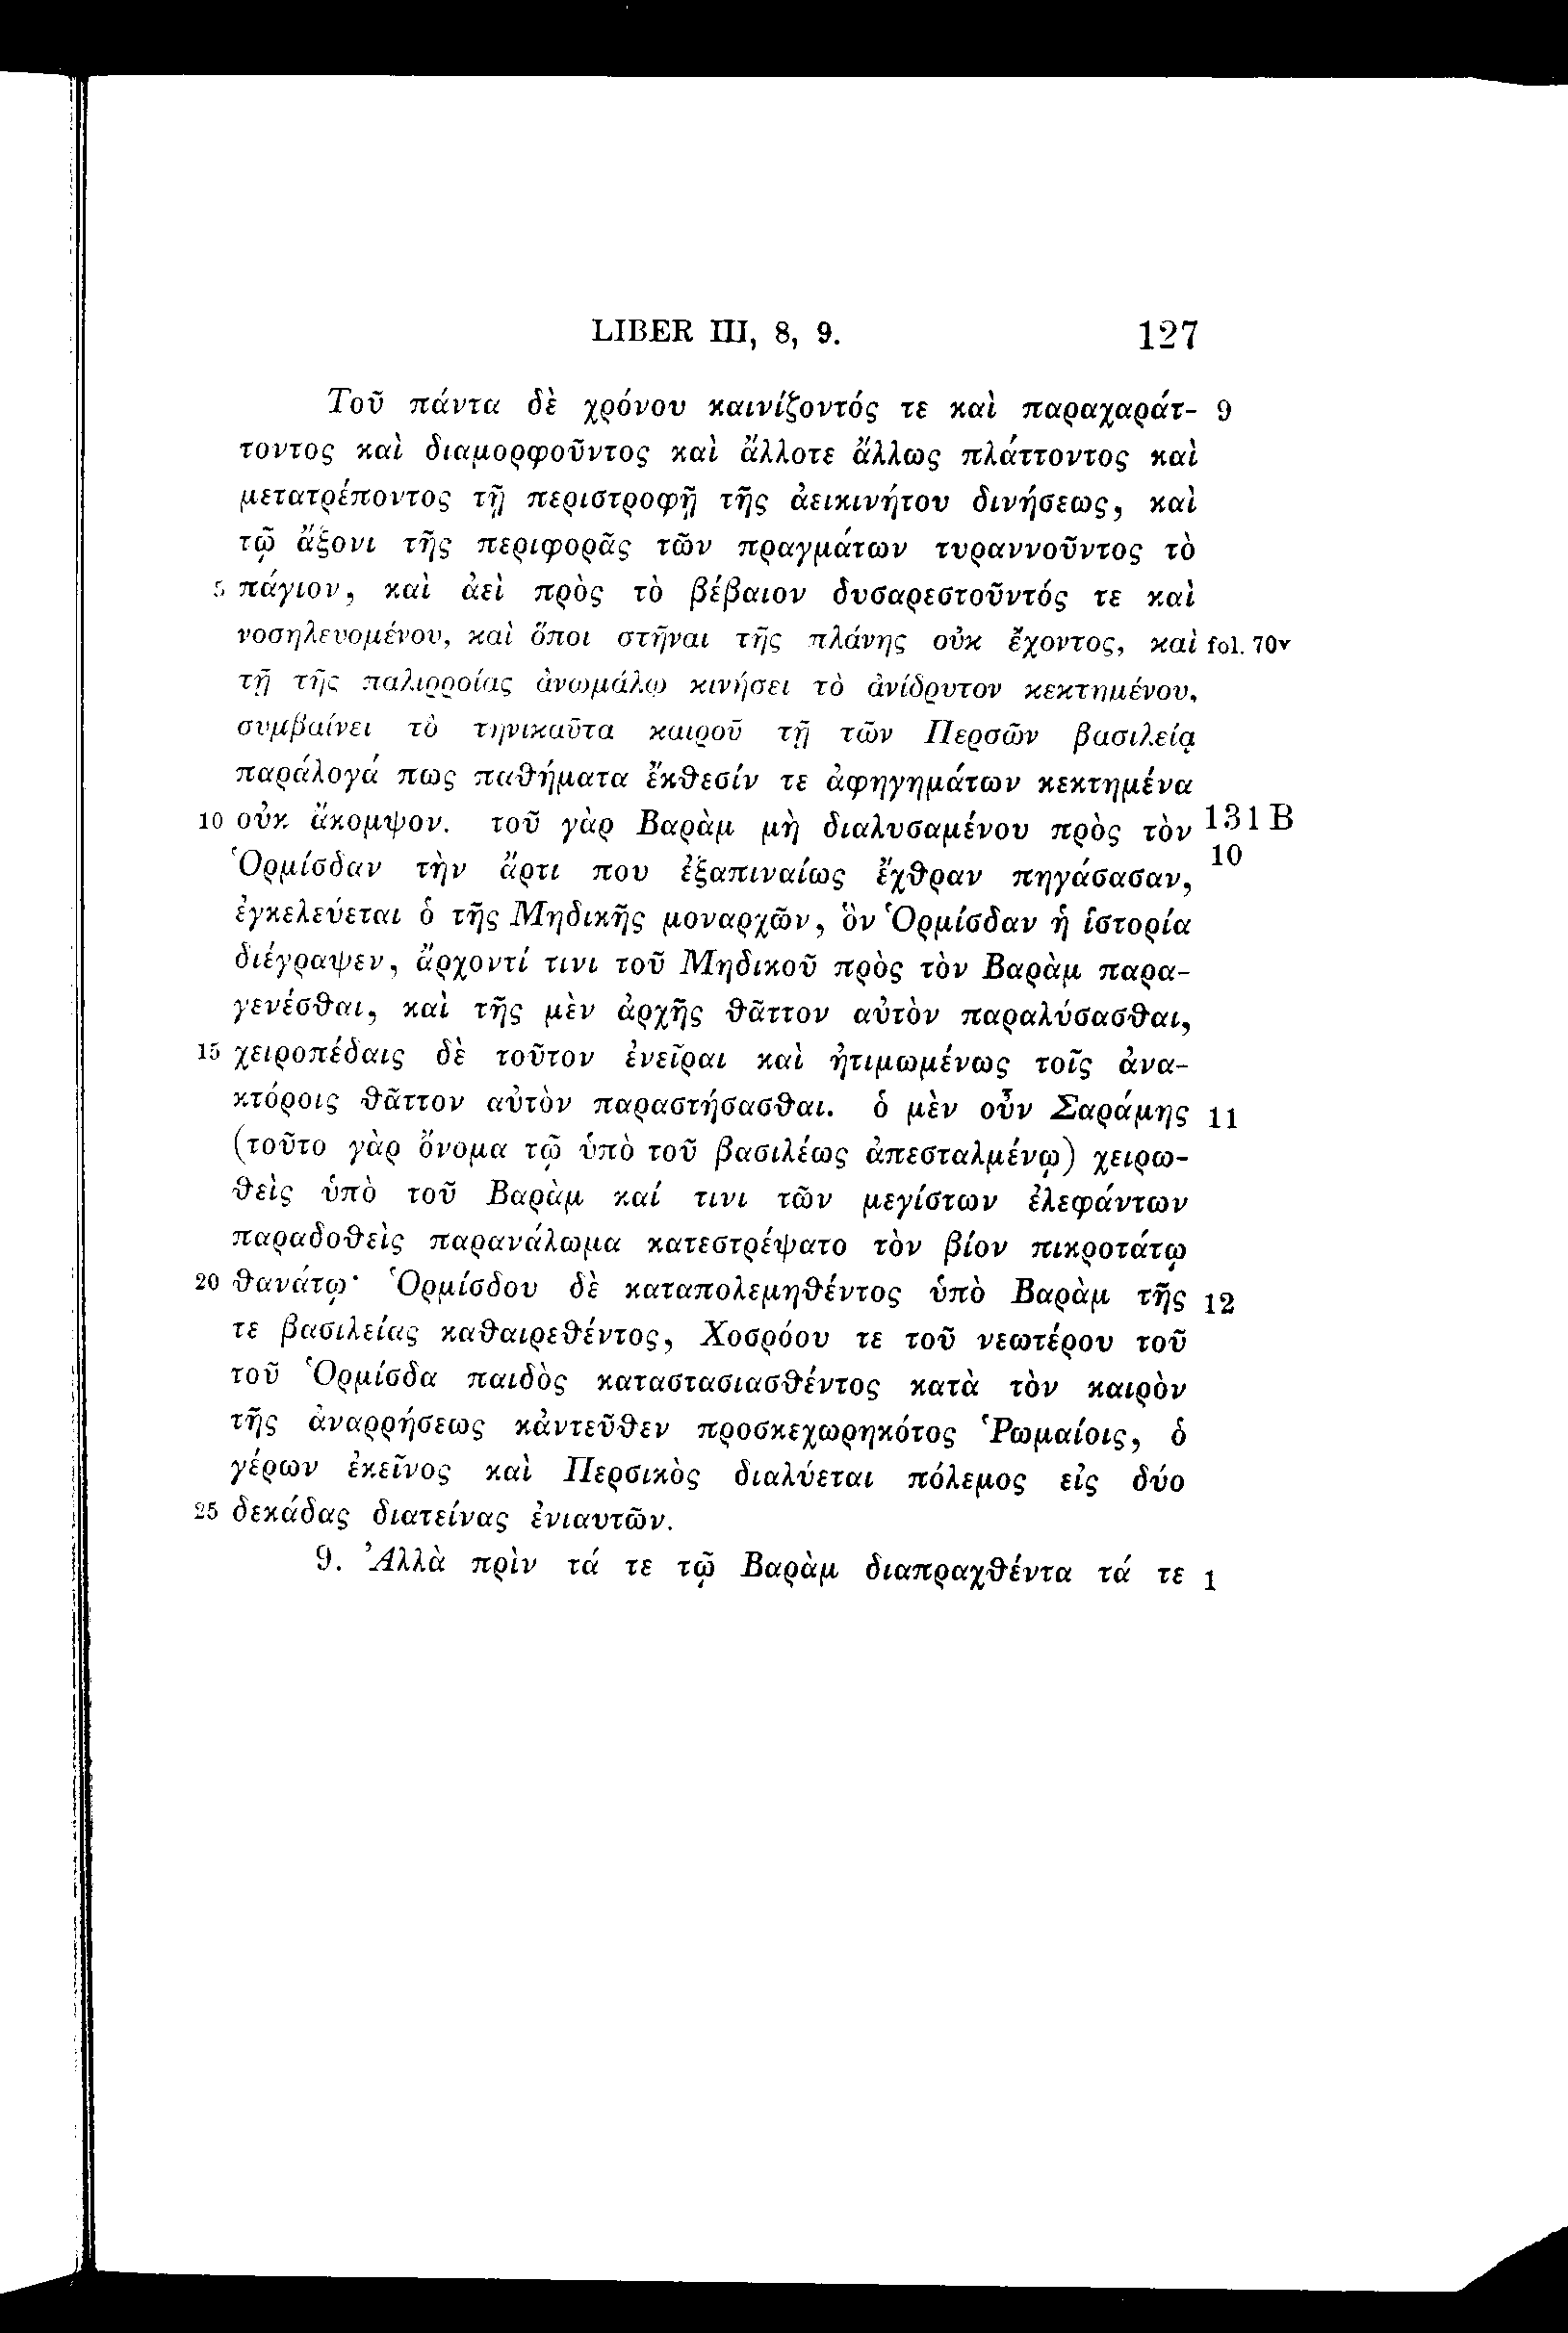 LIBER III, 8, 9. 127
Τοῦ πάντα δὲ χρόνου καινίζοντός τε καὶ παραχαράτ- 9
τοντος καὶ διαμορφοῦντος καὶ ἄλλοτε ἄλλως πλάττοντος καὶ
μετατρέποντος τῇ περιστροφῇ τῆς ἀεικινήτου δινήσεως, καὶ
τῷ ἄξονι τῆς περιφορᾶς τῶν πραγμάτων τυραννοῦντος τὸ
5 πάγιον, καὶ ἀεὶ πρὸς τὸ βέβαιον δυσαρεστοῦντός τε καὶ
νοσηλευομένου, καὶ ὅποι στῆναι τῆς πλάνης οὐκ ἔχοντος, καὶ fol. 70v
τῇ τῆς παλιρροίας ἀνωμάλῳ κινήσει τὸ ἀνίδρυτον κεκτημένου,
συμβαίνει τὸ τηνικαῦτα καιροῦ τῇ τῶν Περσῶν βασιλείᾳ
παράλογά πως παθήματα ἔκθεσίν τε ἀφηγημάτων κεκτημένα
10 οὐκ ἄκομψον. τοῦ γὰρ Βαρὰμ μὴ διαλυσαμένου πρὸς τὸν 131 B
Ὁρμίσδαν τὴν ἄρτι που ἐξαπιναίως ἔχθραν πηγάσασαν, 10
ἐγκελεύεται ὁ τῆς Μηδικῆς μοναρχῶν, ὃν Ὁρμίσδαν ἡ ἱστορία
διέγραψεν, ἄρχοντί τινι τοῦ Μηδικοῦ πρὸς τὸν Βαρὰμ παρα-
γενέσθαι, καὶ τῆς μὲν ἀρχῆς θᾶττον αὐτὸν παραλύσασθαι,
15 χειροπέδαις δὲ τοῦτον ἐνεῖραι καὶ ἠτιμωμένως τοῖς ἀνα-
κτόροις θᾶττον αὐτὸν παραστήσασθαι. ὁ μὲν οὖν Σαράμης 11
(τοῦτο γὰρ ὄνομα τῷ ὑπὸ τοῦ βασιλέως ἀπεσταλμένῳ) χειρω-
θεὶς ὑπὸ τοῦ Βαρὰμ καί τινι τῶν μεγίστων ἐλεφάντων
παραδοθεὶς παρανάλωμα κατεστρέψατο τὸν βίον πικροτάτῳ
20 θανάτῳ· Ὁρμίσδου δὲ καταπολεμηθέντος ὑπὸ Βαρὰμ τῆς 12
τε βασιλείας καθαιρεθέντος, Χοσρόου τε τοῦ νεωτέρου τοῦ
τοῦ Ὁρμίσδα παιδὸς καταστασιασθέντος κατὰ τὸν καιρὸν
τῆς ἀναρρήσεως κἀντεῦθεν προσκεχωρηκότος Ῥωμαίοις, ὁ
γέρων ἐκεῖνος καὶ Περσικὸς διαλύεται πόλεμος εἰς δύο
25 δεκάδας διατείνας ἐνιαυτῶν.
9. Ἀλλὰ πρὶν τά τε τῷ Βαρὰμ διαπραχθέντα τά τε 1